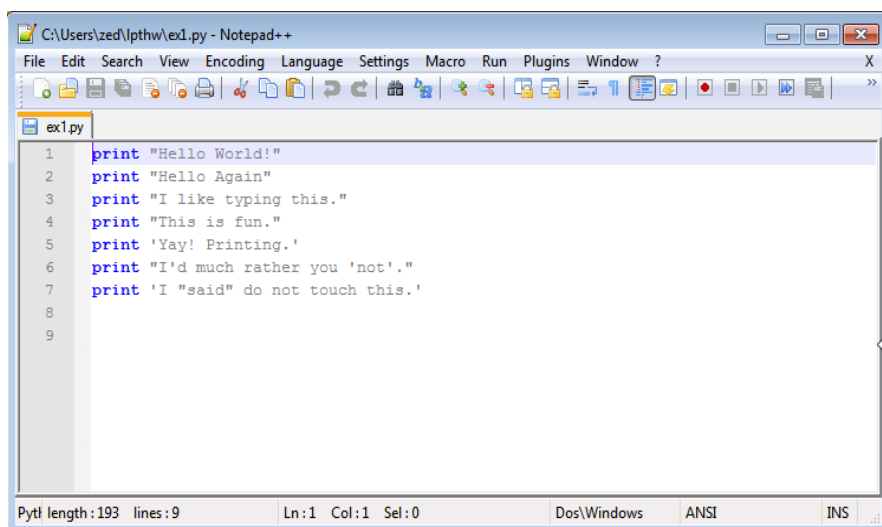 C:\Users\zed\lpthw\ex1.py - Notepad++
File Edit Search View Encoding Language Settings Macro Run Plugins Window ? X
ex1.py
1 print "Hello World!"
2 print "Hello Again"
3 print "I like typing this."
4 print "This is fun."
5 print 'Yay! Printing.'
6 print "I'd much rather you 'not'."
7 print 'I "said" do not touch this.'
8
9
Pyth length : 193 lines : 9 Ln : 1 Col : 1 Sel : 0 Dos\Windows ANSI INS